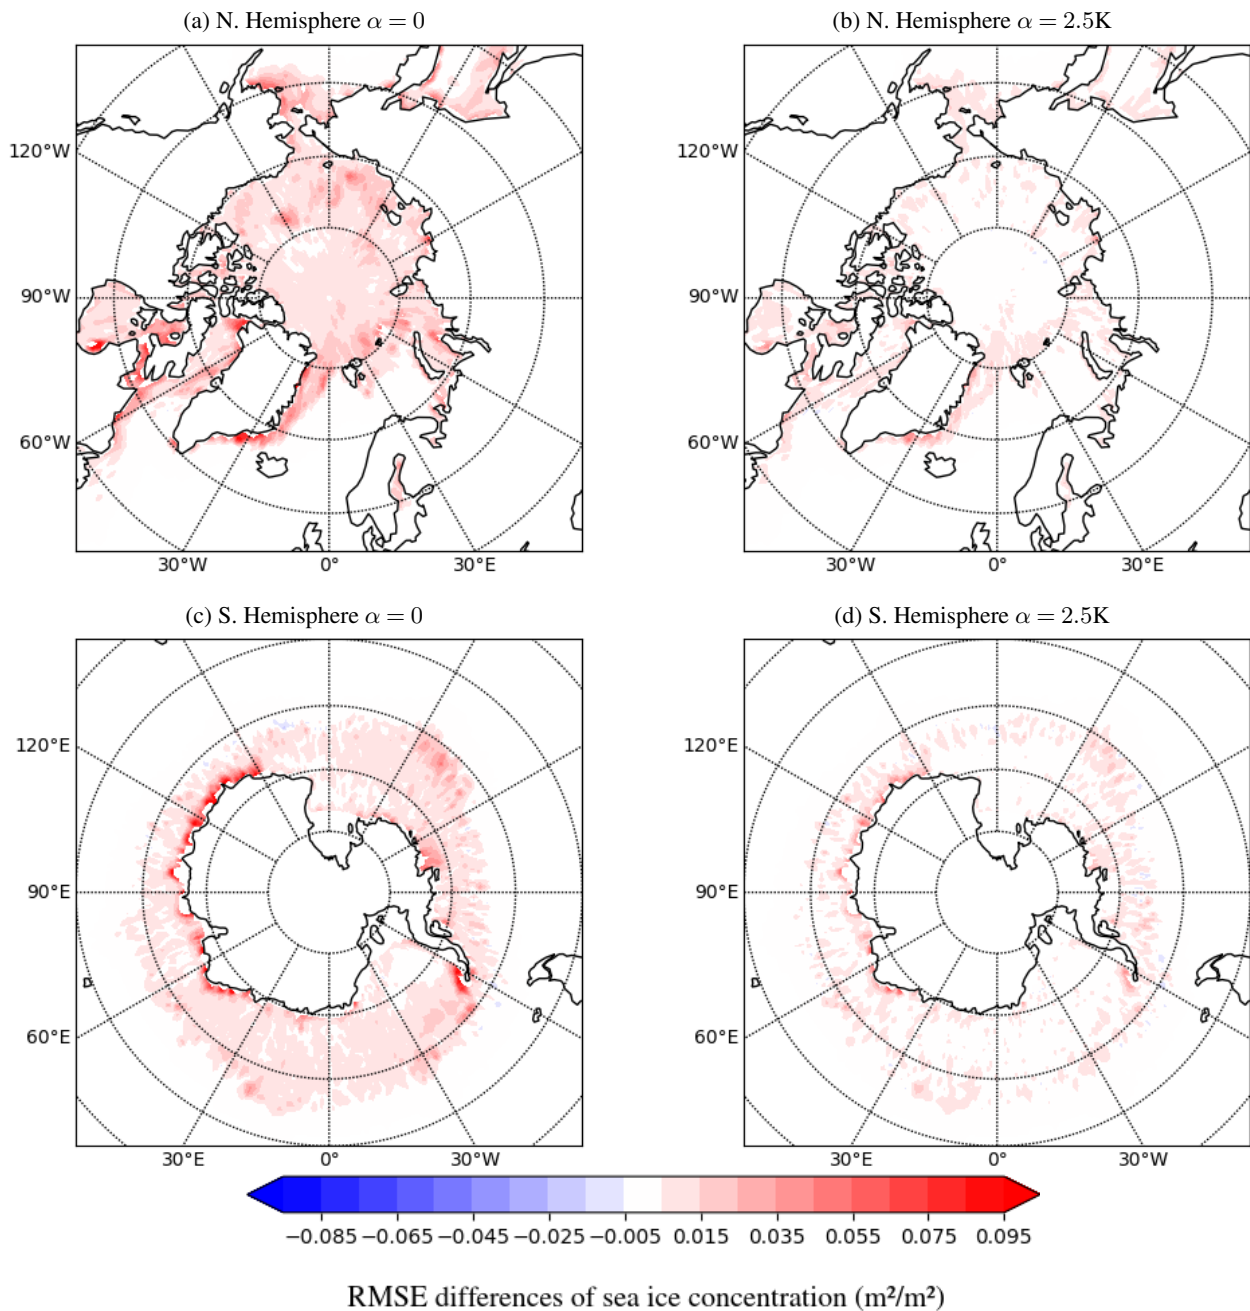 (a) N. Hemisphere α = 0
(b) N. Hemisphere α = 2.5K
120°W
120°W
90°W
90°W
60°W
60°W
30°W 0° 30°E
30°W 0° 30°E
(c) S. Hemisphere α = 0
(d) S. Hemisphere α = 2.5K
120°E
120°E
90°E
90°E
60°E
60°E
30°E 0° 30°W
30°E 0° 30°W
−0.085 −0.065 −0.045 −0.025 −0.005 0.015 0.035 0.055 0.075 0.095
RMSE differences of sea ice concentration (m²/m²)